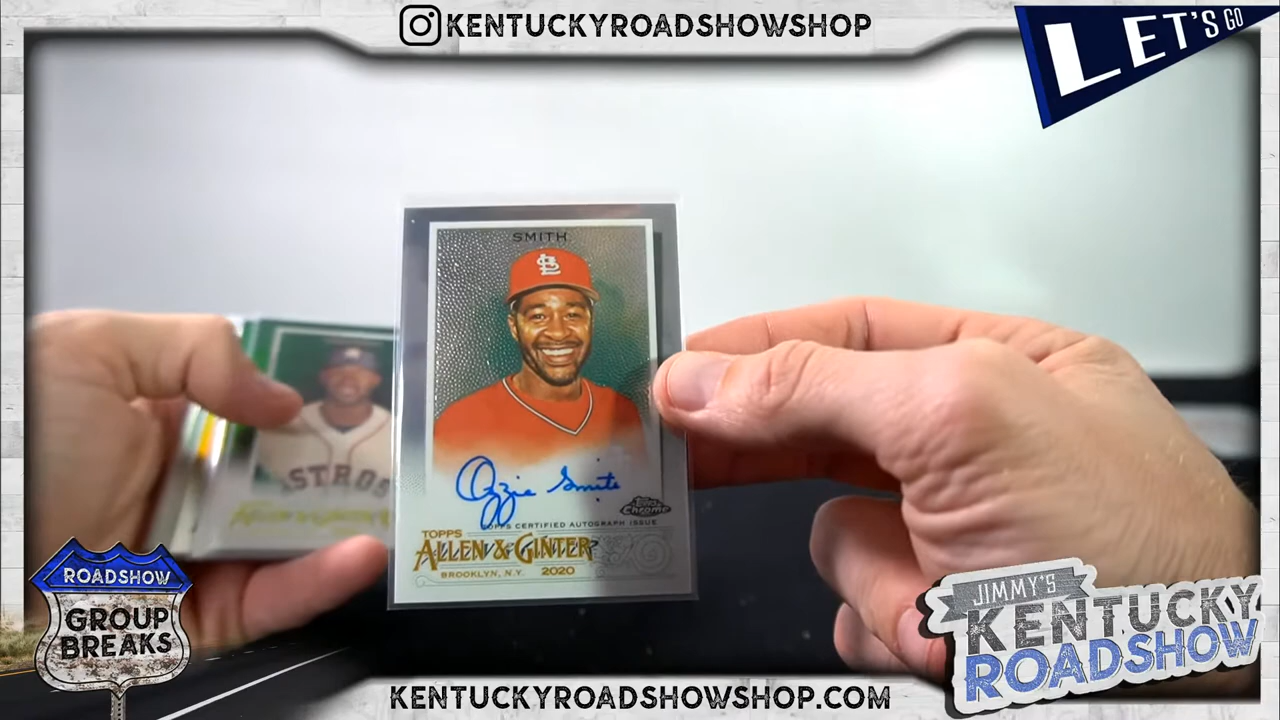 KENTUCKYROADSHOWSHOP
LET'S GO
SMITH
STROS
Ozzie Smith
Topps
Chrome
TOPPS CERTIFIED AUTOGRAPH ISSUE
TOPPS
ALLEN & GINTER
BROOKLYN, N.Y. 2020
ROADSHOW
GROUP
BREAKS
JIMMY'S
KENTUCKY
ROADSHOW
KENTUCKYROADSHOWSHOP.COM